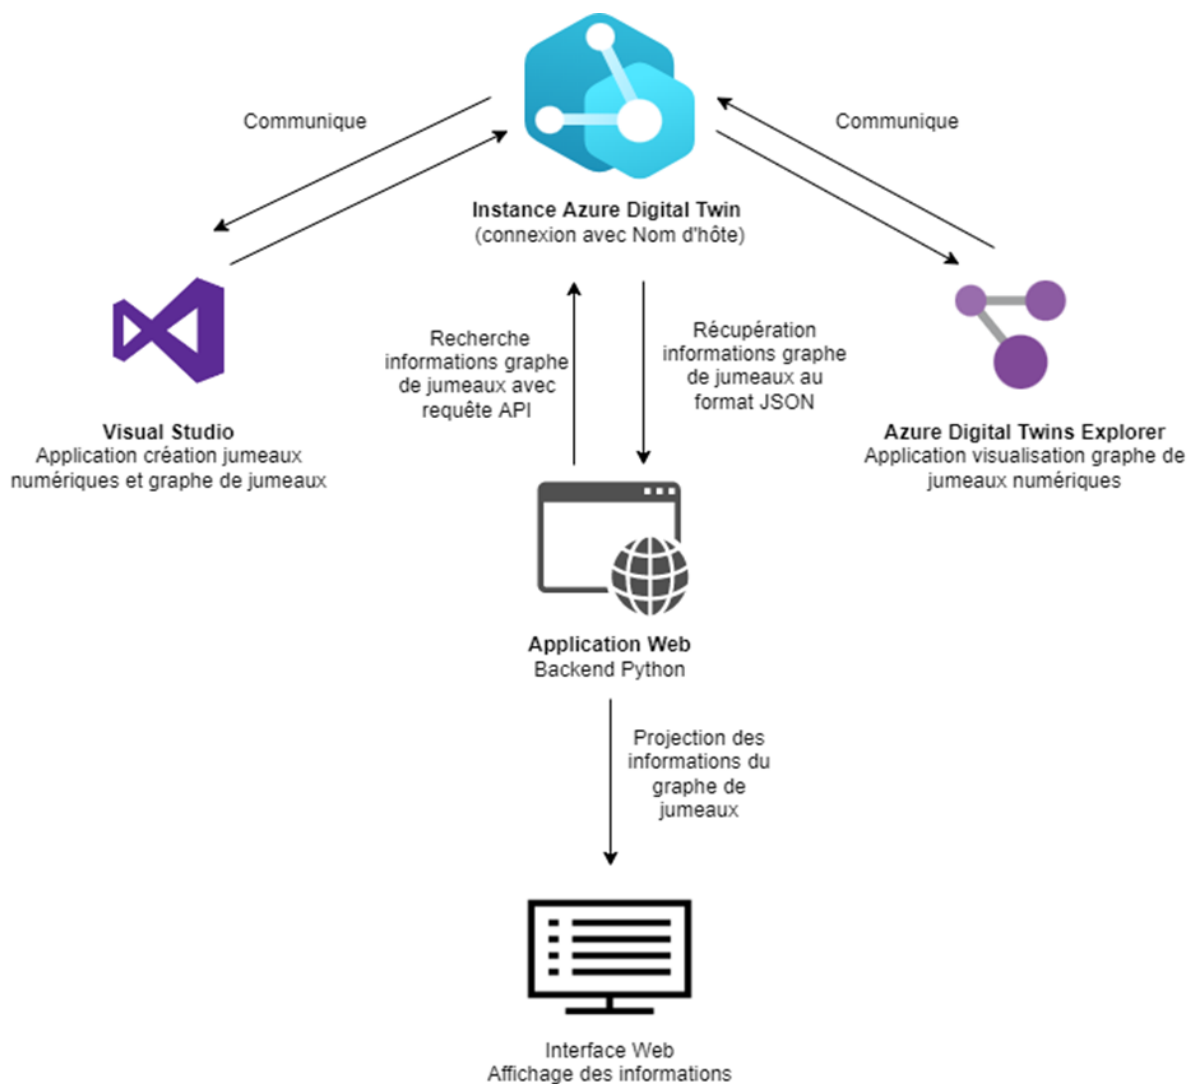 Communique
Communique
Instance Azure Digital Twin
(connexion avec Nom d'hôte)
Recherche
informations graphe
de jumeaux avec
requête API
Récupération
informations graphe
de jumeaux au
format JSON
Visual Studio
Application création jumeaux
numériques et graphe de jumeaux
Azure Digital Twins Explorer
Application visualisation graphe de
jumeaux numériques
Application Web
Backend Python
Projection des
informations du
graphe de
jumeaux
Interface Web
Affichage des informations